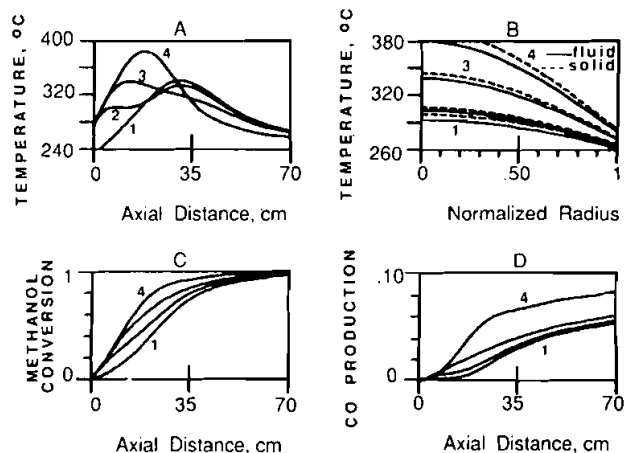 A
TEMPERATURE, °C
400
320
240
1
2
3
4
0
35
70
Axial Distance, cm
B
TEMPERATURE, °C
380
320
260
4
3
1
fluid
solid
0
.50
1
Normalized Radius
C
METHANOL
CONVERSION
1
0
4
1
0
35
70
Axial Distance, cm
D
CO PRODUCTION
.10
0
4
1
0
35
70
Axial Distance, cm